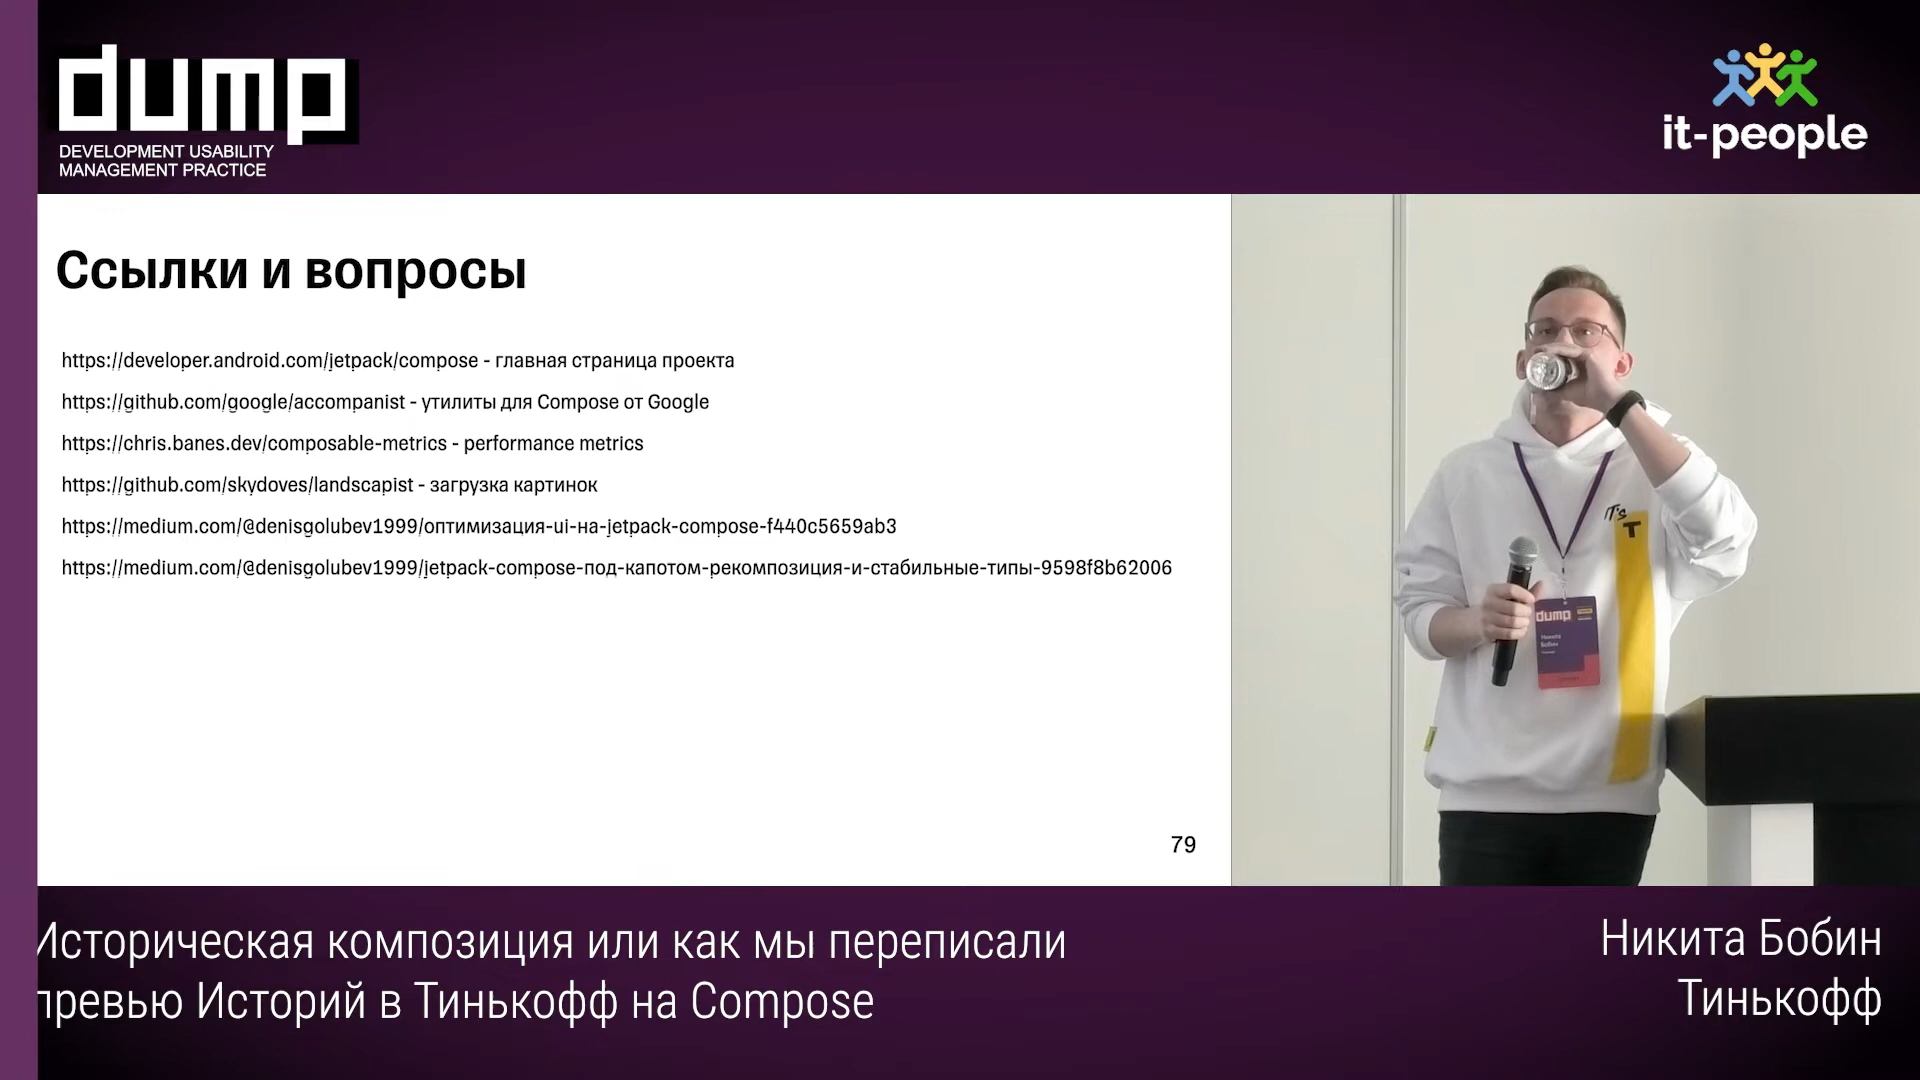 dump
DEVELOPMENT USABILITY
MANAGEMENT PRACTICE
it-people
Ссылки и вопросы
https://developer.android.com/jetpack/compose - главная страница проекта
https://github.com/google/accompanist - утилиты для Compose от Google
https://chris.banes.dev/composable-metrics - performance metrics
https://github.com/skydoves/landscapist - загрузка картинок
https://medium.com/@denisgolubev1999/оптимизация-ui-на-jetpack-compose-f440c5659ab3
https://medium.com/@denisgolubev1999/jetpack-compose-под-капотом-рекомпозиция-и-стабильные-типы-9598f8b62006
79
IT's
T
dump
Никита
Бобин
Историческая композиция или как мы переписали
превью Историй в Тинькофф на Compose
Никита Бобин
Тинькофф